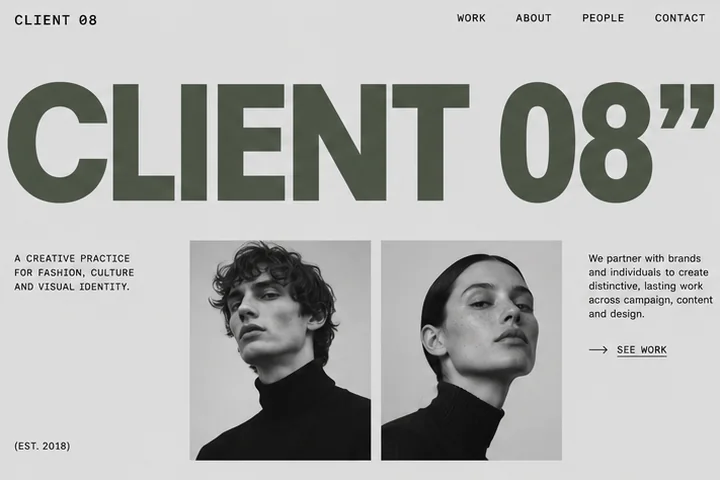 CLIENT 08
WORK ABOUT PEOPLE CONTACT
CLIENT 08”
A CREATIVE PRACTICE
FOR FASHION, CULTURE
AND VISUAL IDENTITY.
(EST. 2018)
We partner with brands
and individuals to create
distinctive, lasting work
across campaign, content
and design.
→ SEE WORK